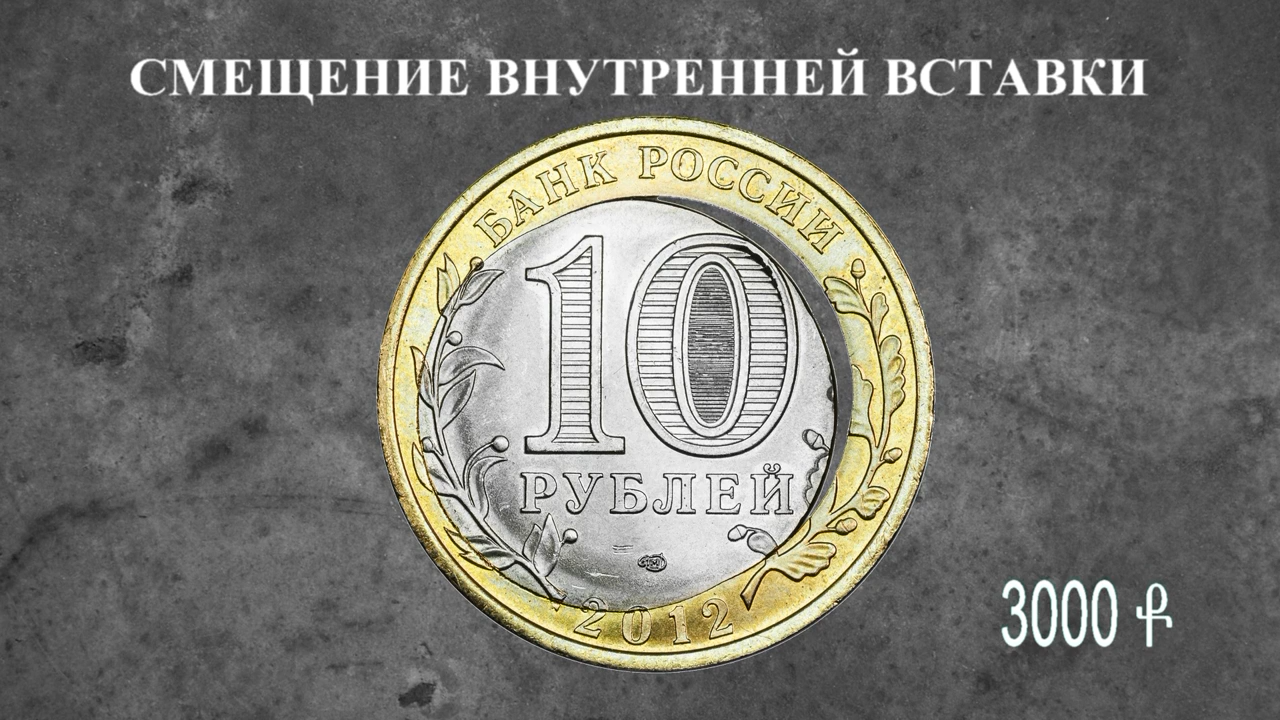 СМЕЩЕНИЕ ВНУТРЕННЕЙ ВСТАВКИ
БАНК РОССИИ
10
РУБЛЕЙ
2012
3000 ₽